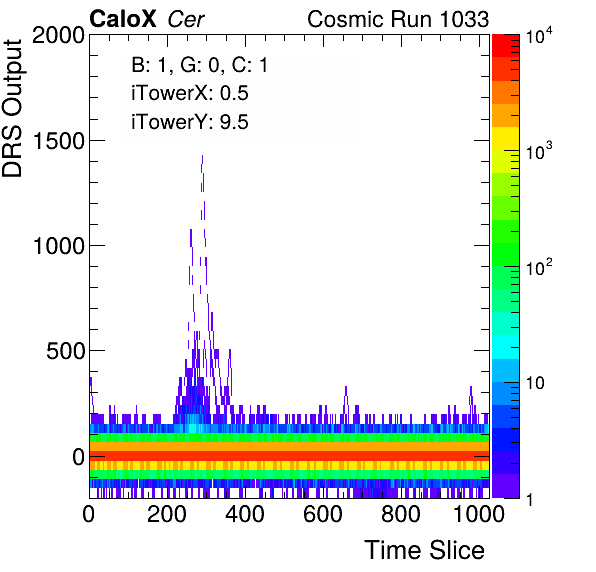 CaloX Cer Cosmic Run 1033
B: 1, G: 0, C: 1
iTowerX: 0.5
iTowerY: 9.5
DRS Output
2000
1500
1000
500
0
0 200 400 600 800 1000
Time Slice
10^4
10^3
10^2
10
1